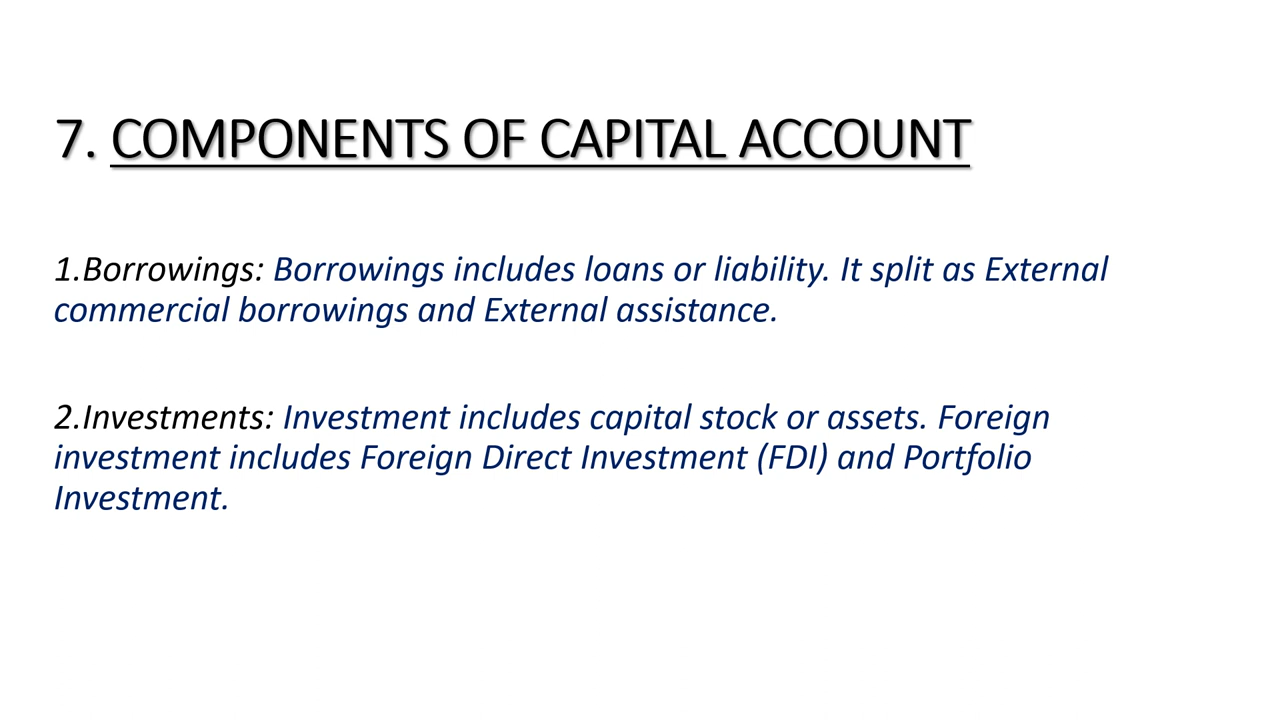 7. COMPONENTS OF CAPITAL ACCOUNT
1.Borrowings: Borrowings includes loans or liability. It split as External
commercial borrowings and External assistance.
2.Investments: Investment includes capital stock or assets. Foreign
investment includes Foreign Direct Investment (FDI) and Portfolio
Investment.